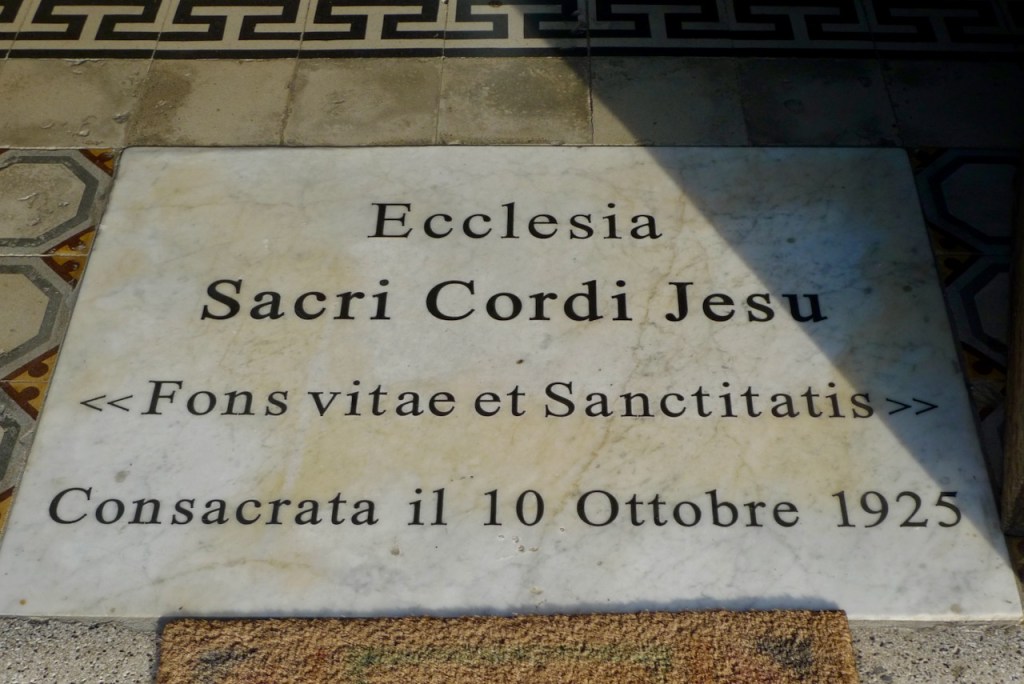 Ecclesia
Sacri Cordi Jesu
<<Fons vitae et Sanctitatis>>
Consacrata il 10 Ottobre 1925